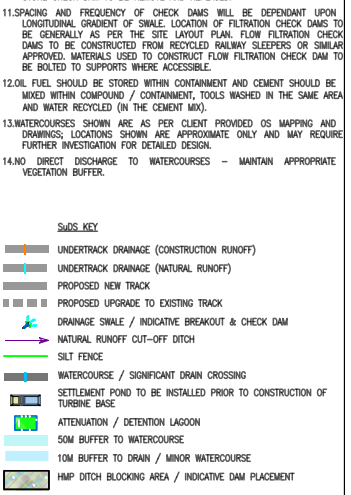 11.SPACING AND FREQUENCY OF CHECK DAMS WILL BE DEPENDANT UPON
LONGITUDINAL GRADIENT OF SWALE. LOCATION OF FILTRATION CHECK DAMS TO
BE GENERALLY AS PER THE SITE LAYOUT PLAN. FLOW FILTRATION CHECK
DAMS TO BE CONSTRUCTED FROM RECYCLED RAILWAY SLEEPERS OR SIMILAR
APPROVED. MATERIALS USED TO CONSTRUCT FLOW FILTRATION CHECK DAM TO
BE BOLTED TO SUPPORTS WHERE ACCESSIBLE.
12.OIL FUEL SHOULD BE STORED WITHIN CONTAINMENT AND CEMENT SHOULD BE
MIXED WITHIN COMPOUND / CONTAINMENT, TOOLS WASHED IN THE SAME AREA
AND WATER RECYCLED (IN THE CEMENT MIX).
13.WATERCOURSES SHOWN ARE AS PER CLIENT PROVIDED OS MAPPING AND
DRAWINGS; LOCATIONS SHOWN ARE APPROXIMATE ONLY AND MAY REQUIRE
FURTHER INVESTIGATION FOR DETAILED DESIGN.
14.NO DIRECT DISCHARGE TO WATERCOURSES – MAINTAIN APPROPRIATE
VEGETATION BUFFER.
SuDS KEY
UNDERTRACK DRAINAGE (CONSTRUCTION RUNOFF)
UNDERTRACK DRAINAGE (NATURAL RUNOFF)
PROPOSED NEW TRACK
PROPOSED UPGRADE TO EXISTING TRACK
DRAINAGE SWALE / INDICATIVE BREAKOUT & CHECK DAM
NATURAL RUNOFF CUT-OFF DITCH
SILT FENCE
WATERCOURSE / SIGNIFICANT DRAIN CROSSING
SETTLEMENT POND TO BE INSTALLED PRIOR TO CONSTRUCTION OF
TURBINE BASE
ATTENUATION / DETENTION LAGOON
50M BUFFER TO WATERCOURSE
10M BUFFER TO DRAIN / MINOR WATERCOURSE
HMP DITCH BLOCKING AREA / INDICATIVE DAM PLACEMENT